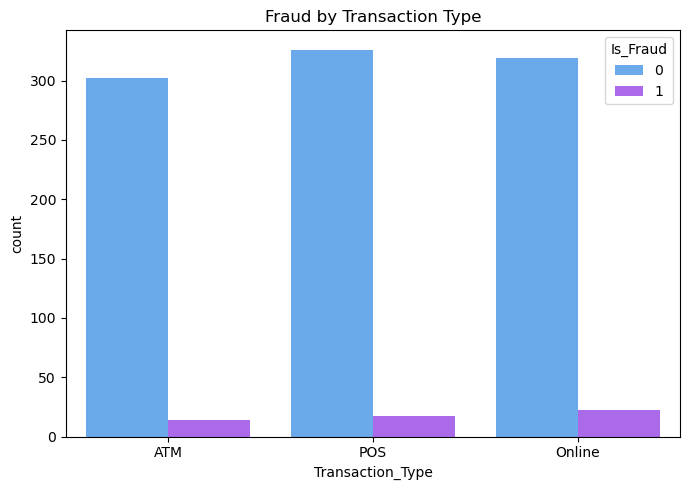 Fraud by Transaction Type
Is_Fraud
0
1
300
250
200
150
100
50
0
count
ATM
POS
Online
Transaction_Type